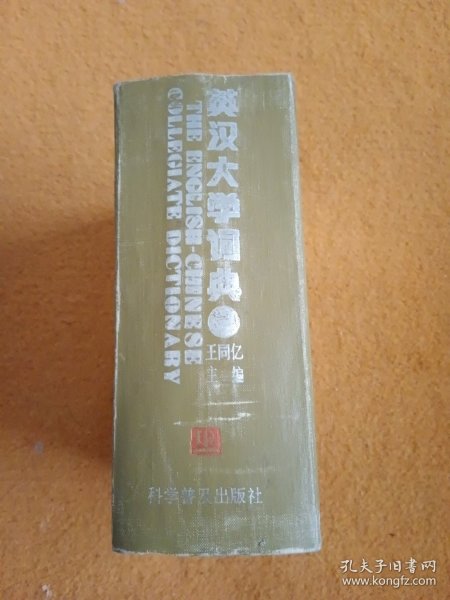 英汉大学词典
THE ENGLISH-CHINESE
COLLEGIATE DICTIONARY
王同亿
主编
科学普及出版社
孔夫子旧书网
www.kongfz.com